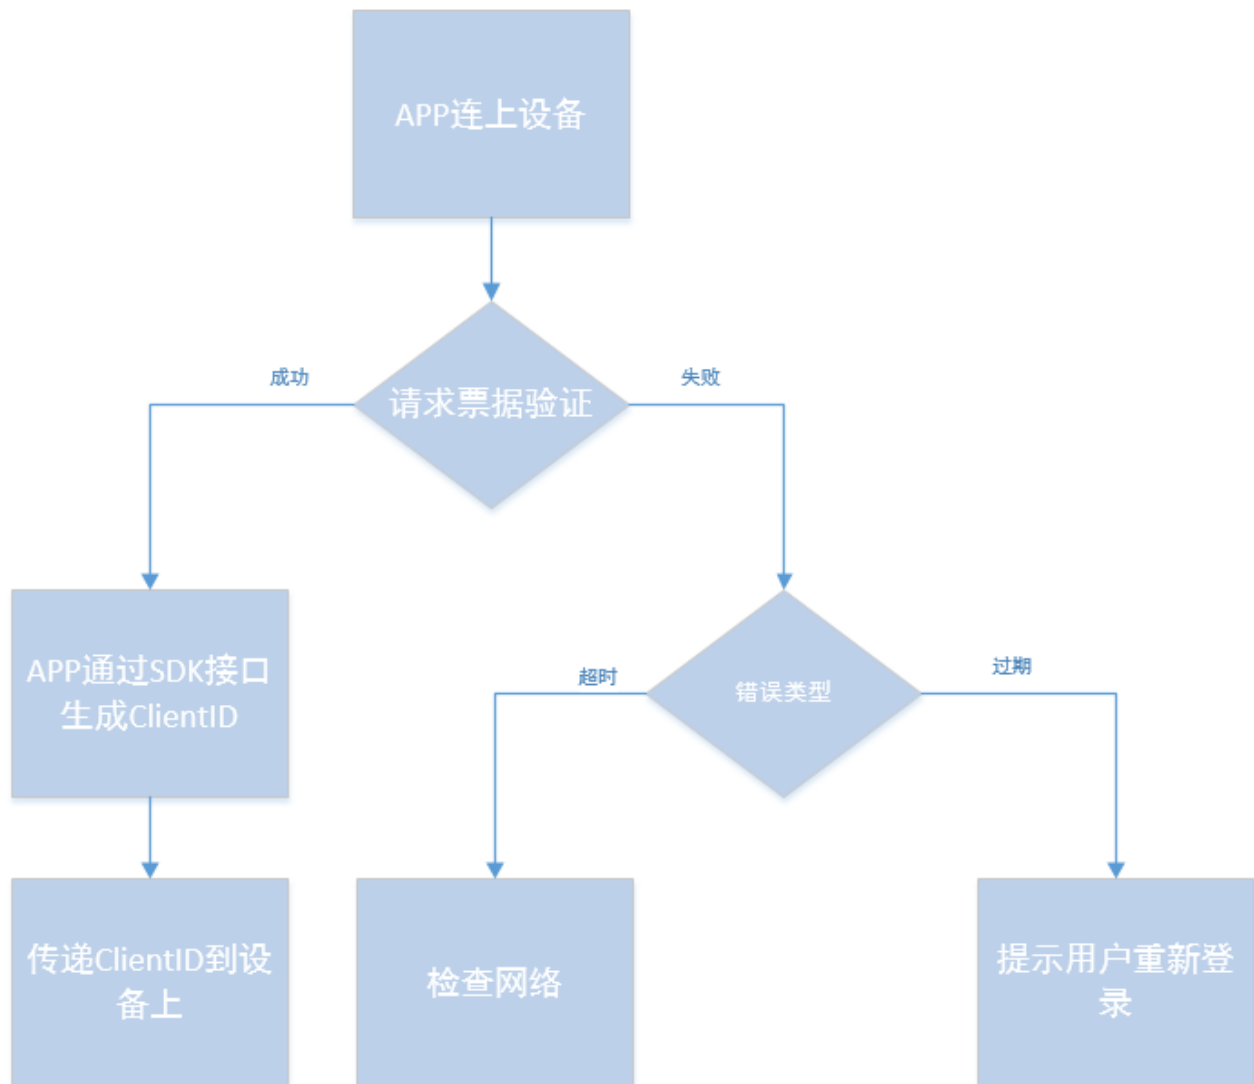 APP连上设备
成功
请求票据验证
失败
APP通过SDK接口
生成ClientID
超时
错误类型
过期
传递ClientID到设
备上
检查网络
提示用户重新登
录